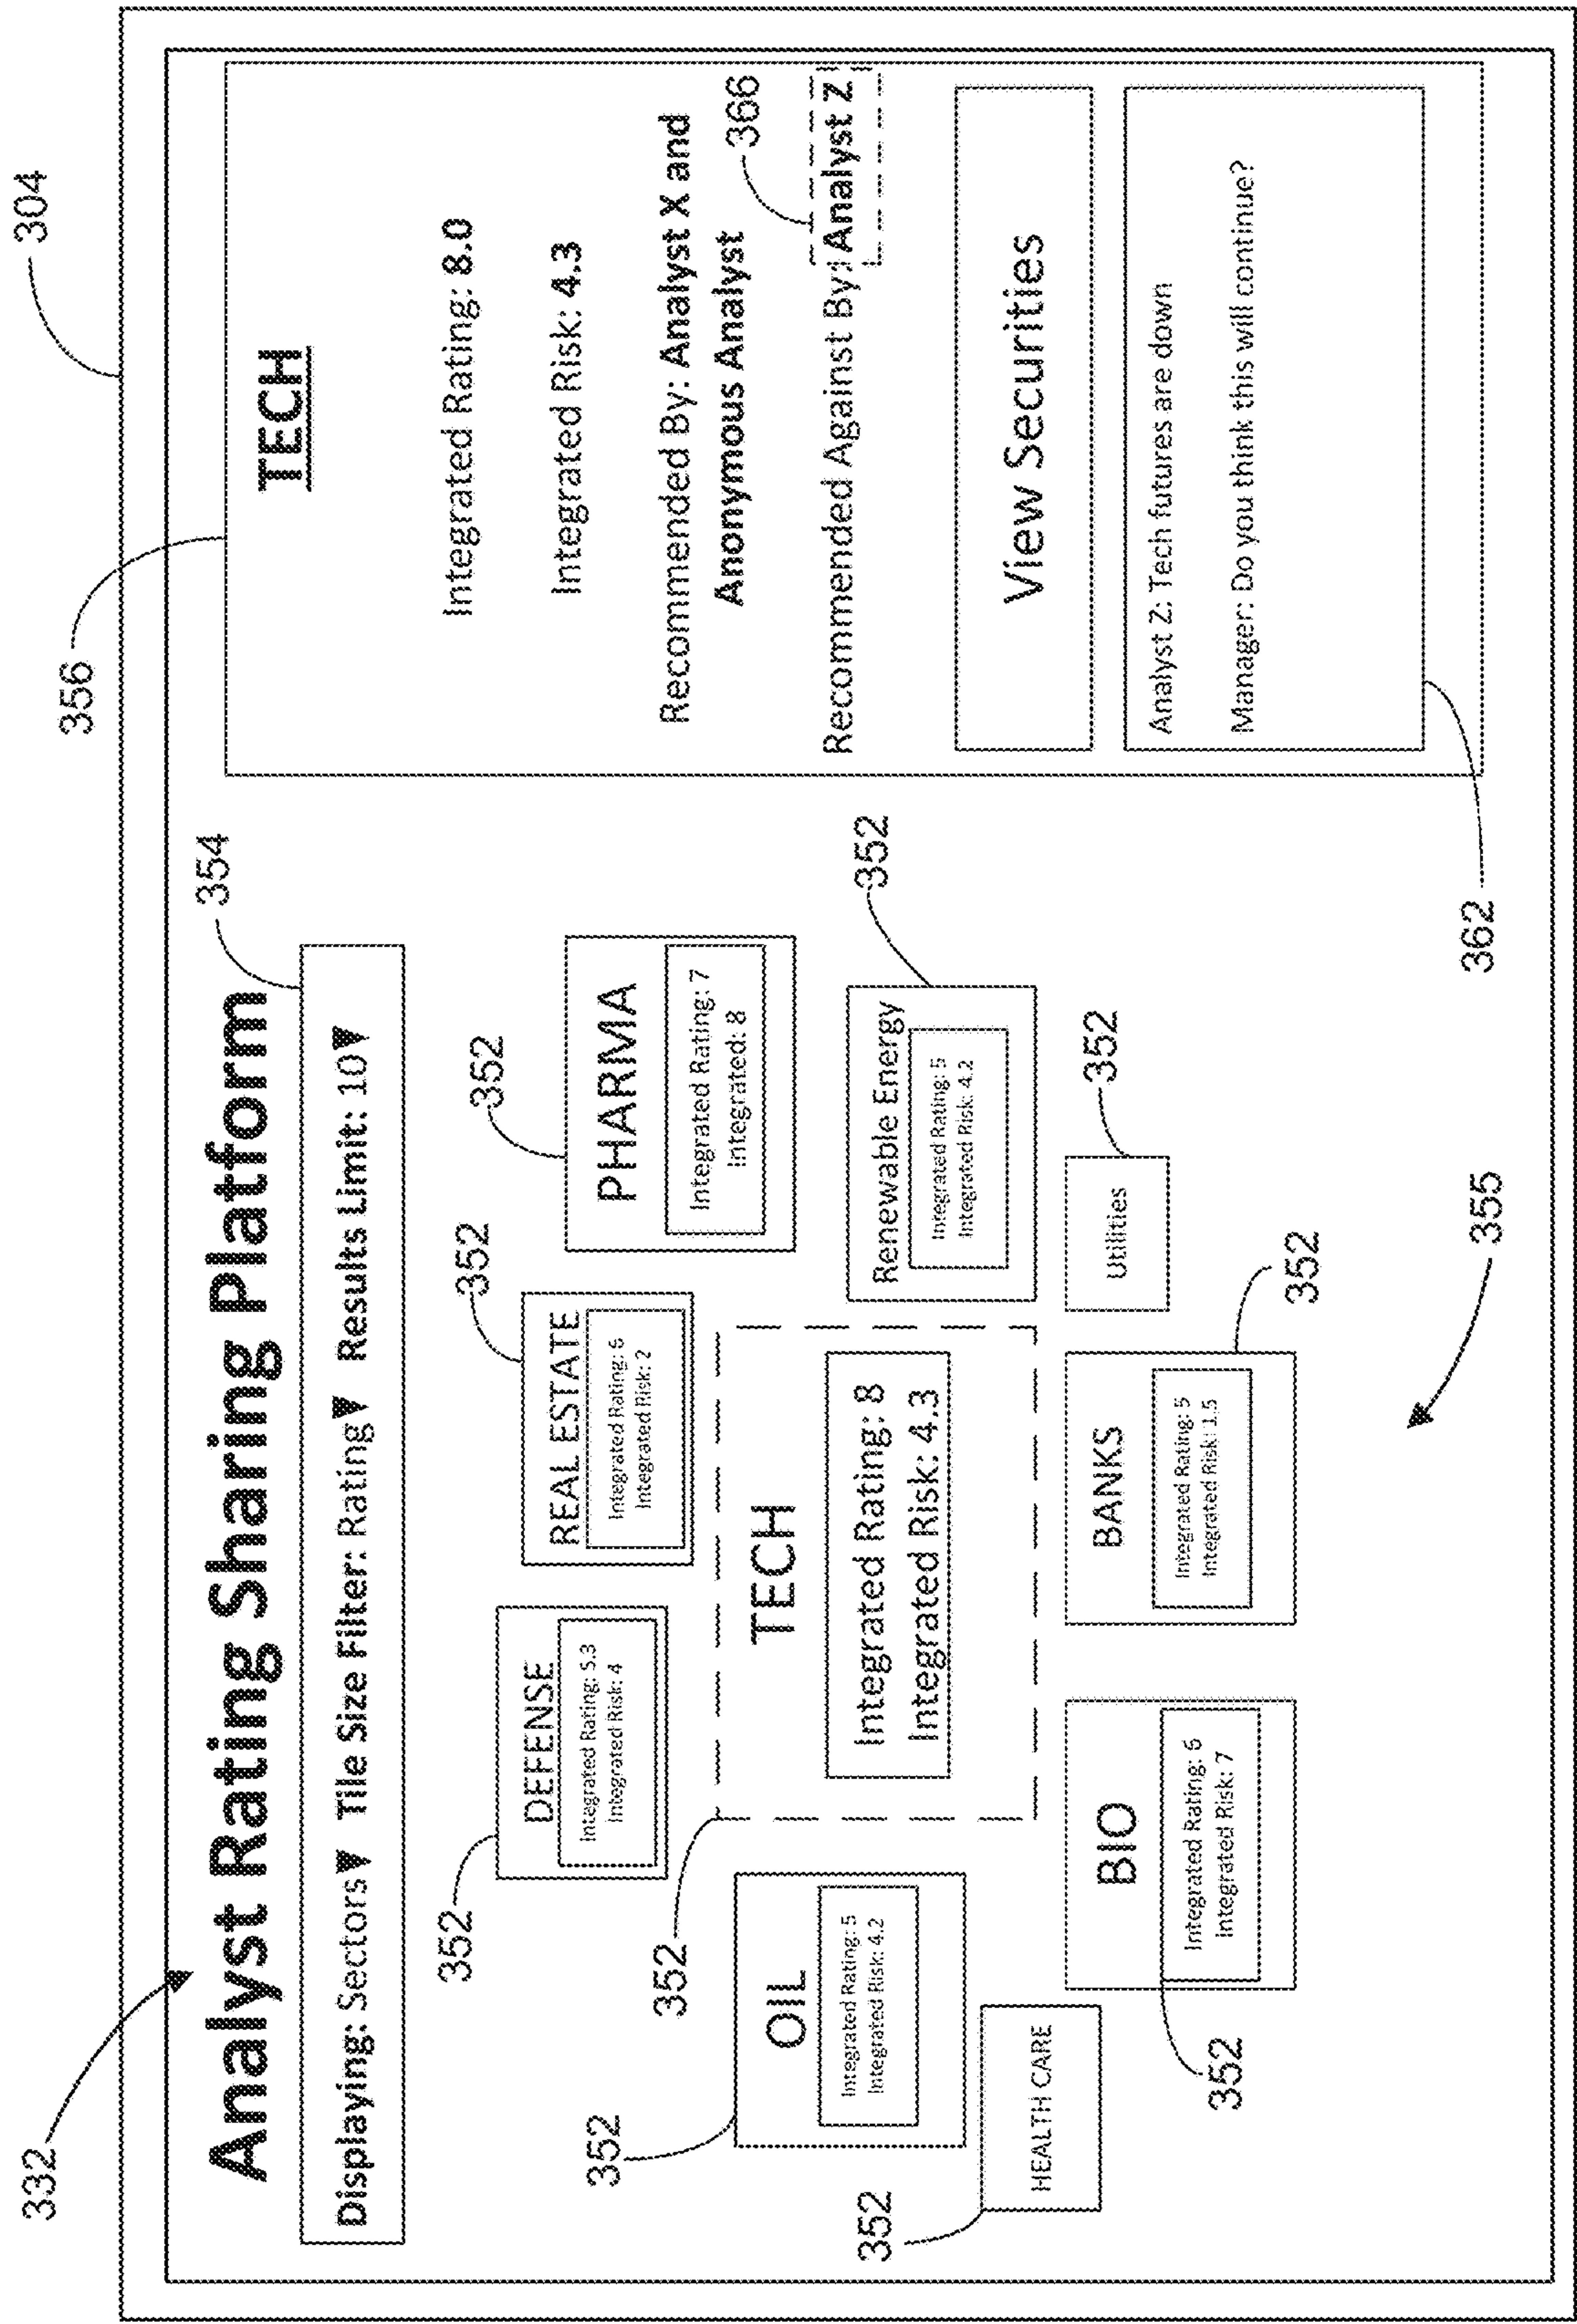 304
332
356
Analyst Rating Sharing Platform
354
Displaying: Sectors▼ Tile Size Filter: Rating▼ Results Limit: 10▼
352
DEFENSE
Integrated Rating: 5.3
Integrated Risk: 4
352
REAL ESTATE
Integrated Risk: 2
352
PHARMA
Integrated Rating: 7
Integrated: 8
352
OIL
Integrated Rating: 5
Integrated Risk: 4.2
352
TECH
Integrated Rating: 8
Integrated Risk: 4.3
352
Renewable Energy
Integrated Rating: 5
Integrated Risk: 4.2
352
HEALTH CARE
352
BIO
Integrated Rating: 6
Integrated Risk: 7
352
BANKS
Integrated Rating: 5
Integrated Risk: 1.5
352
Utilities
355
TECH
Integrated Rating: 8.0
Integrated Risk: 4.3
Recommended By: Analyst X and
Anonymous Analyst
366
Recommended Against By: Analyst Z
View Securities
Analyst Z: Tech futures are down
Manager: Do you think this will continue?
362